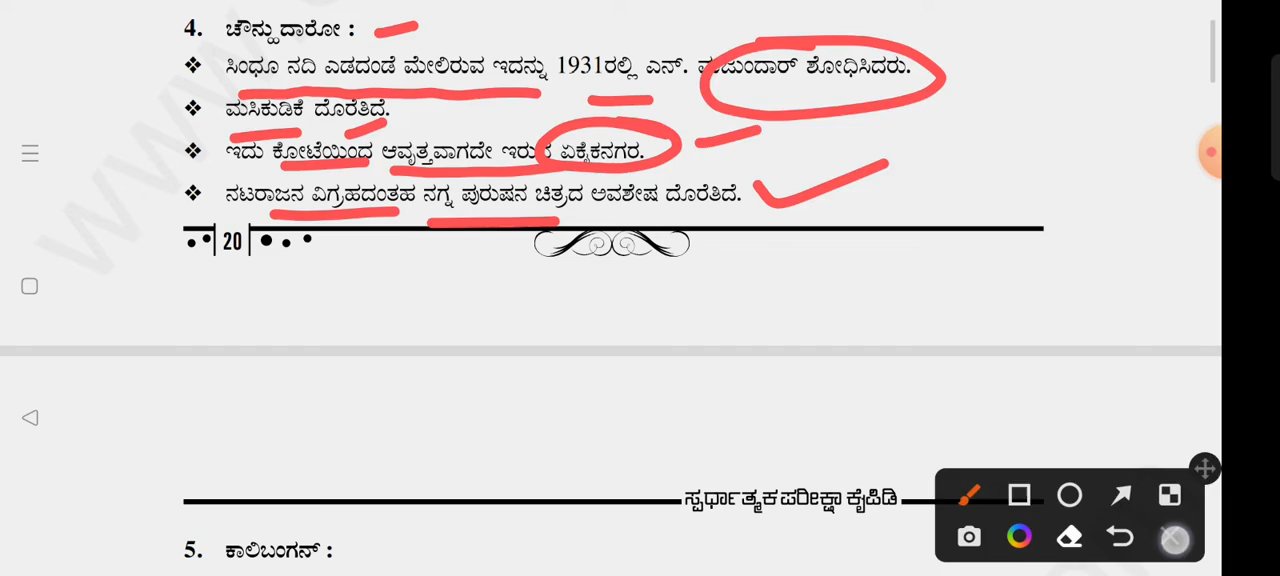 4. ಚೌನ್ಹುದಾರೋ :
❖ ಸಿಂಧೂ ನದಿ ಎಡದಂಡೆ ಮೇಲಿರುವ ಇದನ್ನು 1931ರಲ್ಲಿ ಎನ್. ಮಜುಂದಾರ್ ಶೋಧಿಸಿದರು.
❖ ಮಸಿಕುಡಿಕೆ ದೊರೆತಿದೆ.
❖ ಇದು ಕೋಟೆಯಿಂದ ಆವೃತ್ತವಾಗದೇ ಇರುವ ಏಕೈಕನಗರ.
❖ ನಟರಾಜನ ವಿಗ್ರಹದಂತಹ ನಗ್ನ ಪುರುಷನ ಚಿತ್ರದ ಅವಶೇಷ ದೊರೆತಿದೆ.
20
ಸ್ಪರ್ಧಾತ್ಮಕ ಪರೀಕ್ಷಾ ಕೈಪಿಡಿ
5. ಕಾಲಿಬಂಗನ್ :